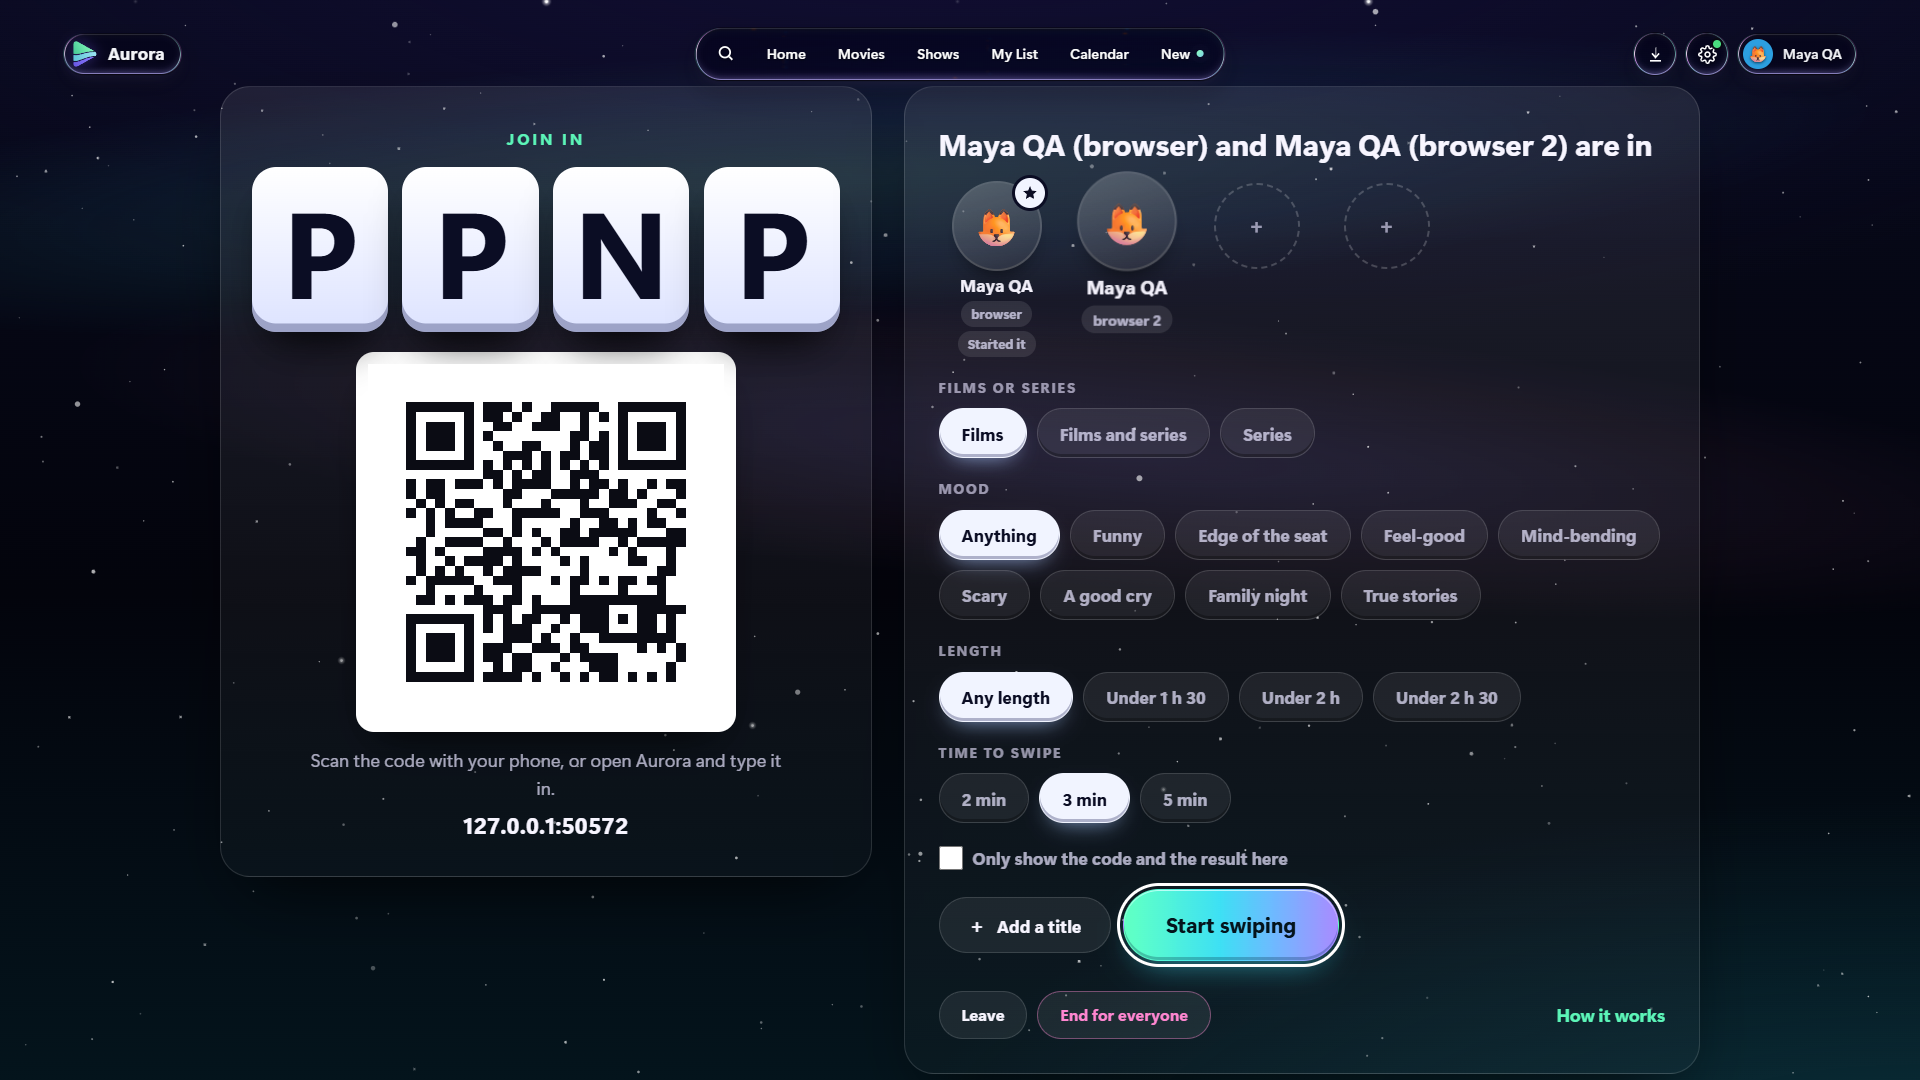 Aurora
Home
Movies
Shows
My List
Calendar
New
Maya QA
JOIN IN
P P N P
Scan the code with your phone, or open Aurora and type it
in.
127.0.0.1:50572
Maya QA (browser) and Maya QA (browser 2) are in
Maya QA
browser
Started it
Maya QA
browser 2
FILMS OR SERIES
Films
Films and series
Series
MOOD
Anything
Funny
Edge of the seat
Feel-good
Mind-bending
Scary
A good cry
Family night
True stories
LENGTH
Any length
Under 1 h 30
Under 2 h
Under 2 h 30
TIME TO SWIPE
2 min
3 min
5 min
Only show the code and the result here
+ Add a title
Start swiping
Leave
End for everyone
How it works